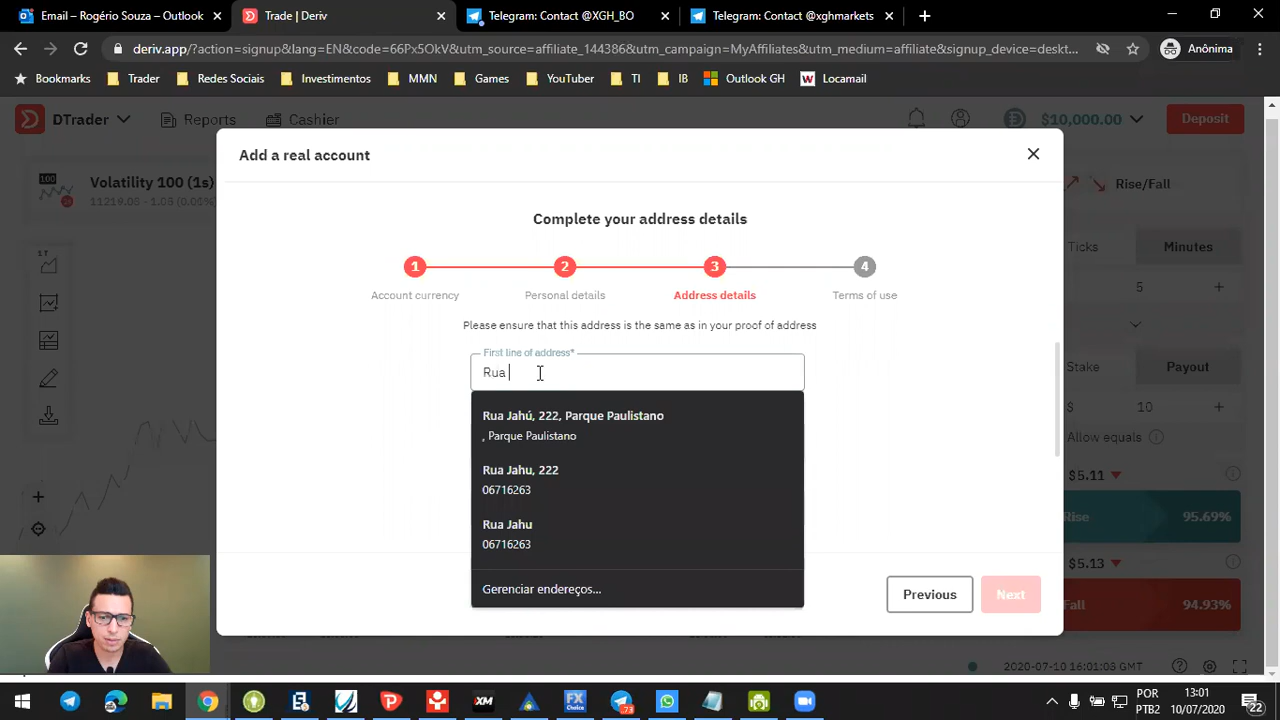 Email – Rogério Souza – Outlook
Trade | Deriv
Telegram: Contact @XGH_BO
Telegram: Contact @xghmarkets
deriv.app/?action=signup&lang=EN&code=66Px5OkV&utm_source=affiliate_144386&utm_campaign=MyAffiliates&utm_medium=affiliate&signup_device=deskt...
Anônima
Bookmarks
Trader
Redes Sociais
Investimentos
MMN
Games
YouTuber
TI
IB
Outlook GH
Locamail
DTrader
Reports
Cashier
$10,000.00
Deposit
Add a real account
100
Volatility 100 (1s)
Rise/Fall
Complete your address details
1 2 3 4
Account currency
Personal details
Address details
Terms of use
1T
Ticks
Minutes
5
Please ensure that this address is the same as in your proof of address
First line of address*
Rua
Stake
Payout
$ 10
Rua Jahú, 222, Parque Paulistano
, Parque Paulistano
Allow equals
Rua Jahu, 222
06716263
$5.11
Rise 95.69%
Rua Jahu
06716263
$5.13
Gerenciar endereços...
Previous
Next
Fall 94.93%
2020-07-10 16:01:08 GMT
73
POR
PTB2
13:01
10/07/2020
22